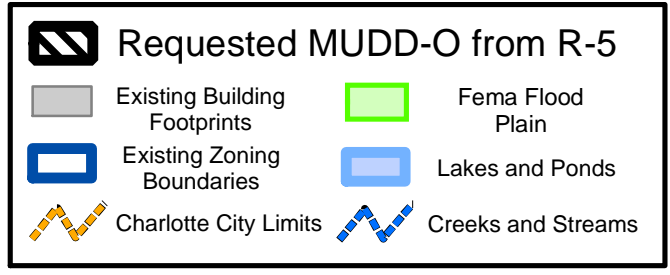 Requested MUDD-O from R-5
Existing Building
Footprints
Fema Flood
Plain
Existing Zoning
Boundaries
Lakes and Ponds
Charlotte City Limits
Creeks and Streams